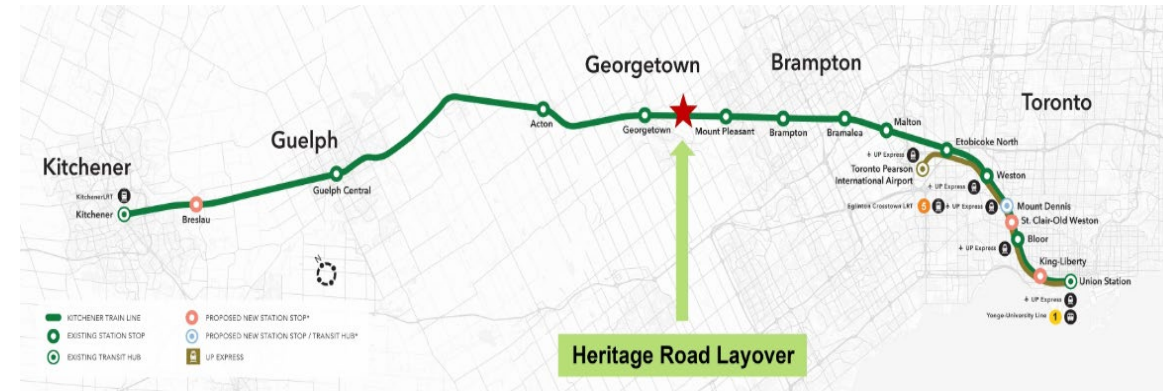 Georgetown
Brampton
Toronto
Guelph
Kitchener
Acton
Georgetown
Mount Pleasant
Brampton
Bramalea
Malton
Etobicoke North
+ UP Express
Toronto Pearson
International Airport
Weston
+ UP Express
Eglinton Crosstown LRT 5 + UP Express
Mount Dennis
St. Clair-Old Weston
+ UP Express
Bloor
King-Liberty
Union Station
+ UP Express
Yonge-University Line 1
Guelph Central
KitchenerLRT
Kitchener
Breslau
N
KITCHENER TRAIN LINE
EXISTING STATION STOP
EXISTING TRANSIT HUB
PROPOSED NEW STATION STOP*
PROPOSED NEW STATION STOP / TRANSIT HUB*
UP EXPRESS
Heritage Road Layover